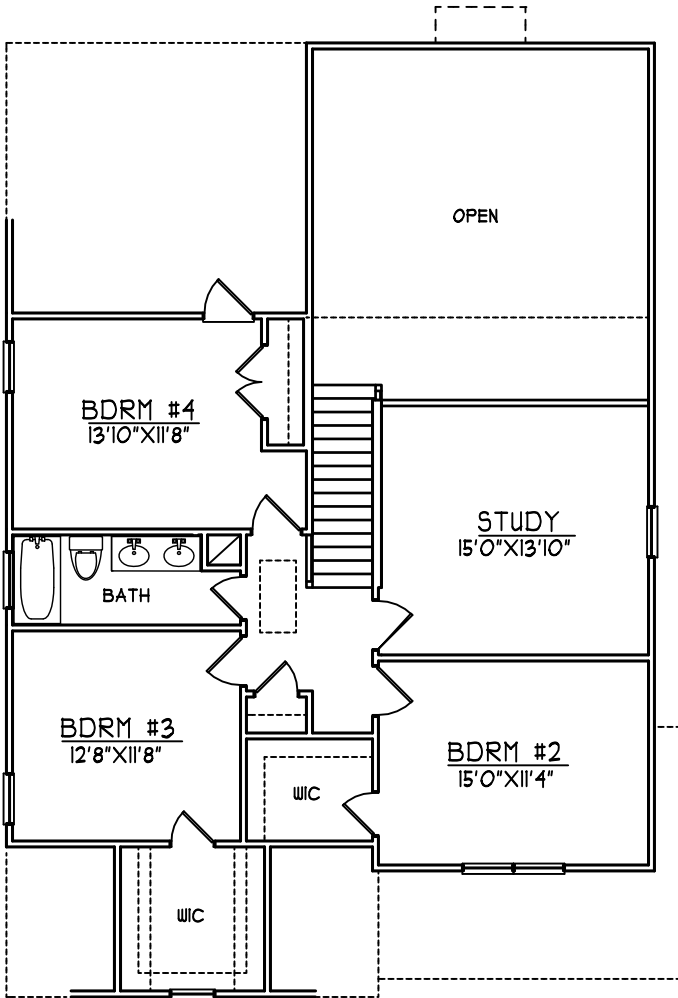 OPEN
BDRM #4
13'10"X11'8"
STUDY
15'0"X13'10"
BATH
BDRM #3
12'8"X11'8"
BDRM #2
15'0"X11'4"
WIC
WIC